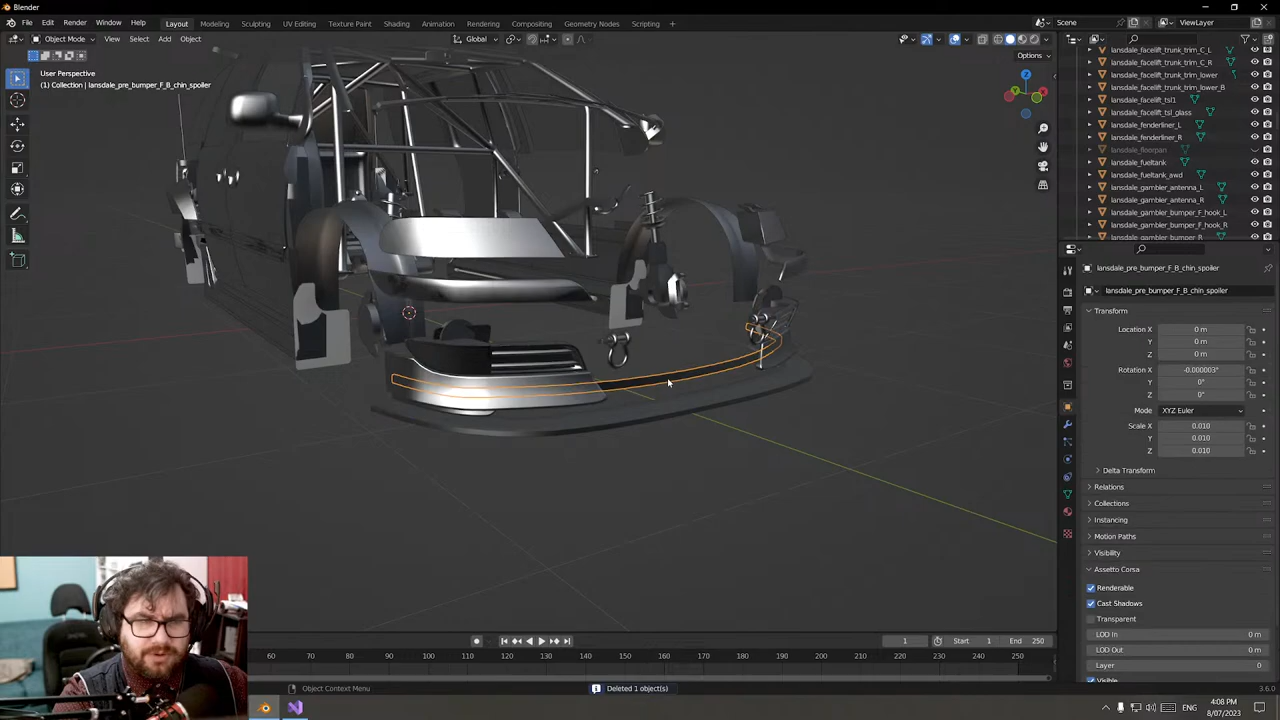 Blender
File Edit Render Window Help
Layout Modeling Sculpting UV Editing Texture Paint Shading Animation Rendering Compositing Geometry Nodes Scripting +
Scene
ViewLayer
Object Mode View Select Add Object
Global
Options
User Perspective
(1) Collection | lansdale_pre_bumper_F_B_chin_spoiler
lansdale_facelift_trunk_trim_C_L
lansdale_facelift_trunk_trim_C_R
lansdale_facelift_trunk_trim_lower
lansdale_facelift_trunk_trim_lower_B
lansdale_facelift_tsl1
lansdale_facelift_tsl_glass
lansdale_fenderliner_L
lansdale_fenderliner_R
lansdale_floorpan
lansdale_fueltank
lansdale_fueltank_awd
lansdale_gambler_antenna_L
lansdale_gambler_antenna_R
lansdale_gambler_bumper_F_hook_L
lansdale_gambler_bumper_F_hook_R
lansdale_gambler_bumper_R
lansdale_pre_bumper_F_B_chin_spoiler
lansdale_pre_bumper_F_B_chin_spoiler
Transform
Location X 0 m
Y 0 m
Z 0 m
Rotation X -0.000003°
Y 0°
Z 0°
Mode XYZ Euler
Scale X 0.010
Y 0.010
Z 0.010
Delta Transform
Relations
Collections
Instancing
Motion Paths
Visibility
Assetto Corsa
Renderable
Cast Shadows
Transparent
LOD In 0 m
LOD Out 0 m
Layer 0
Visible
1 Start 1 End 250
60 70 80 90 100 110 120 130 140 150 160 170 180 190 200 210 220 230 240 250
Object Context Menu
Deleted 1 object(s)
3.6.0
ENG
4:08 PM
8/07/2023